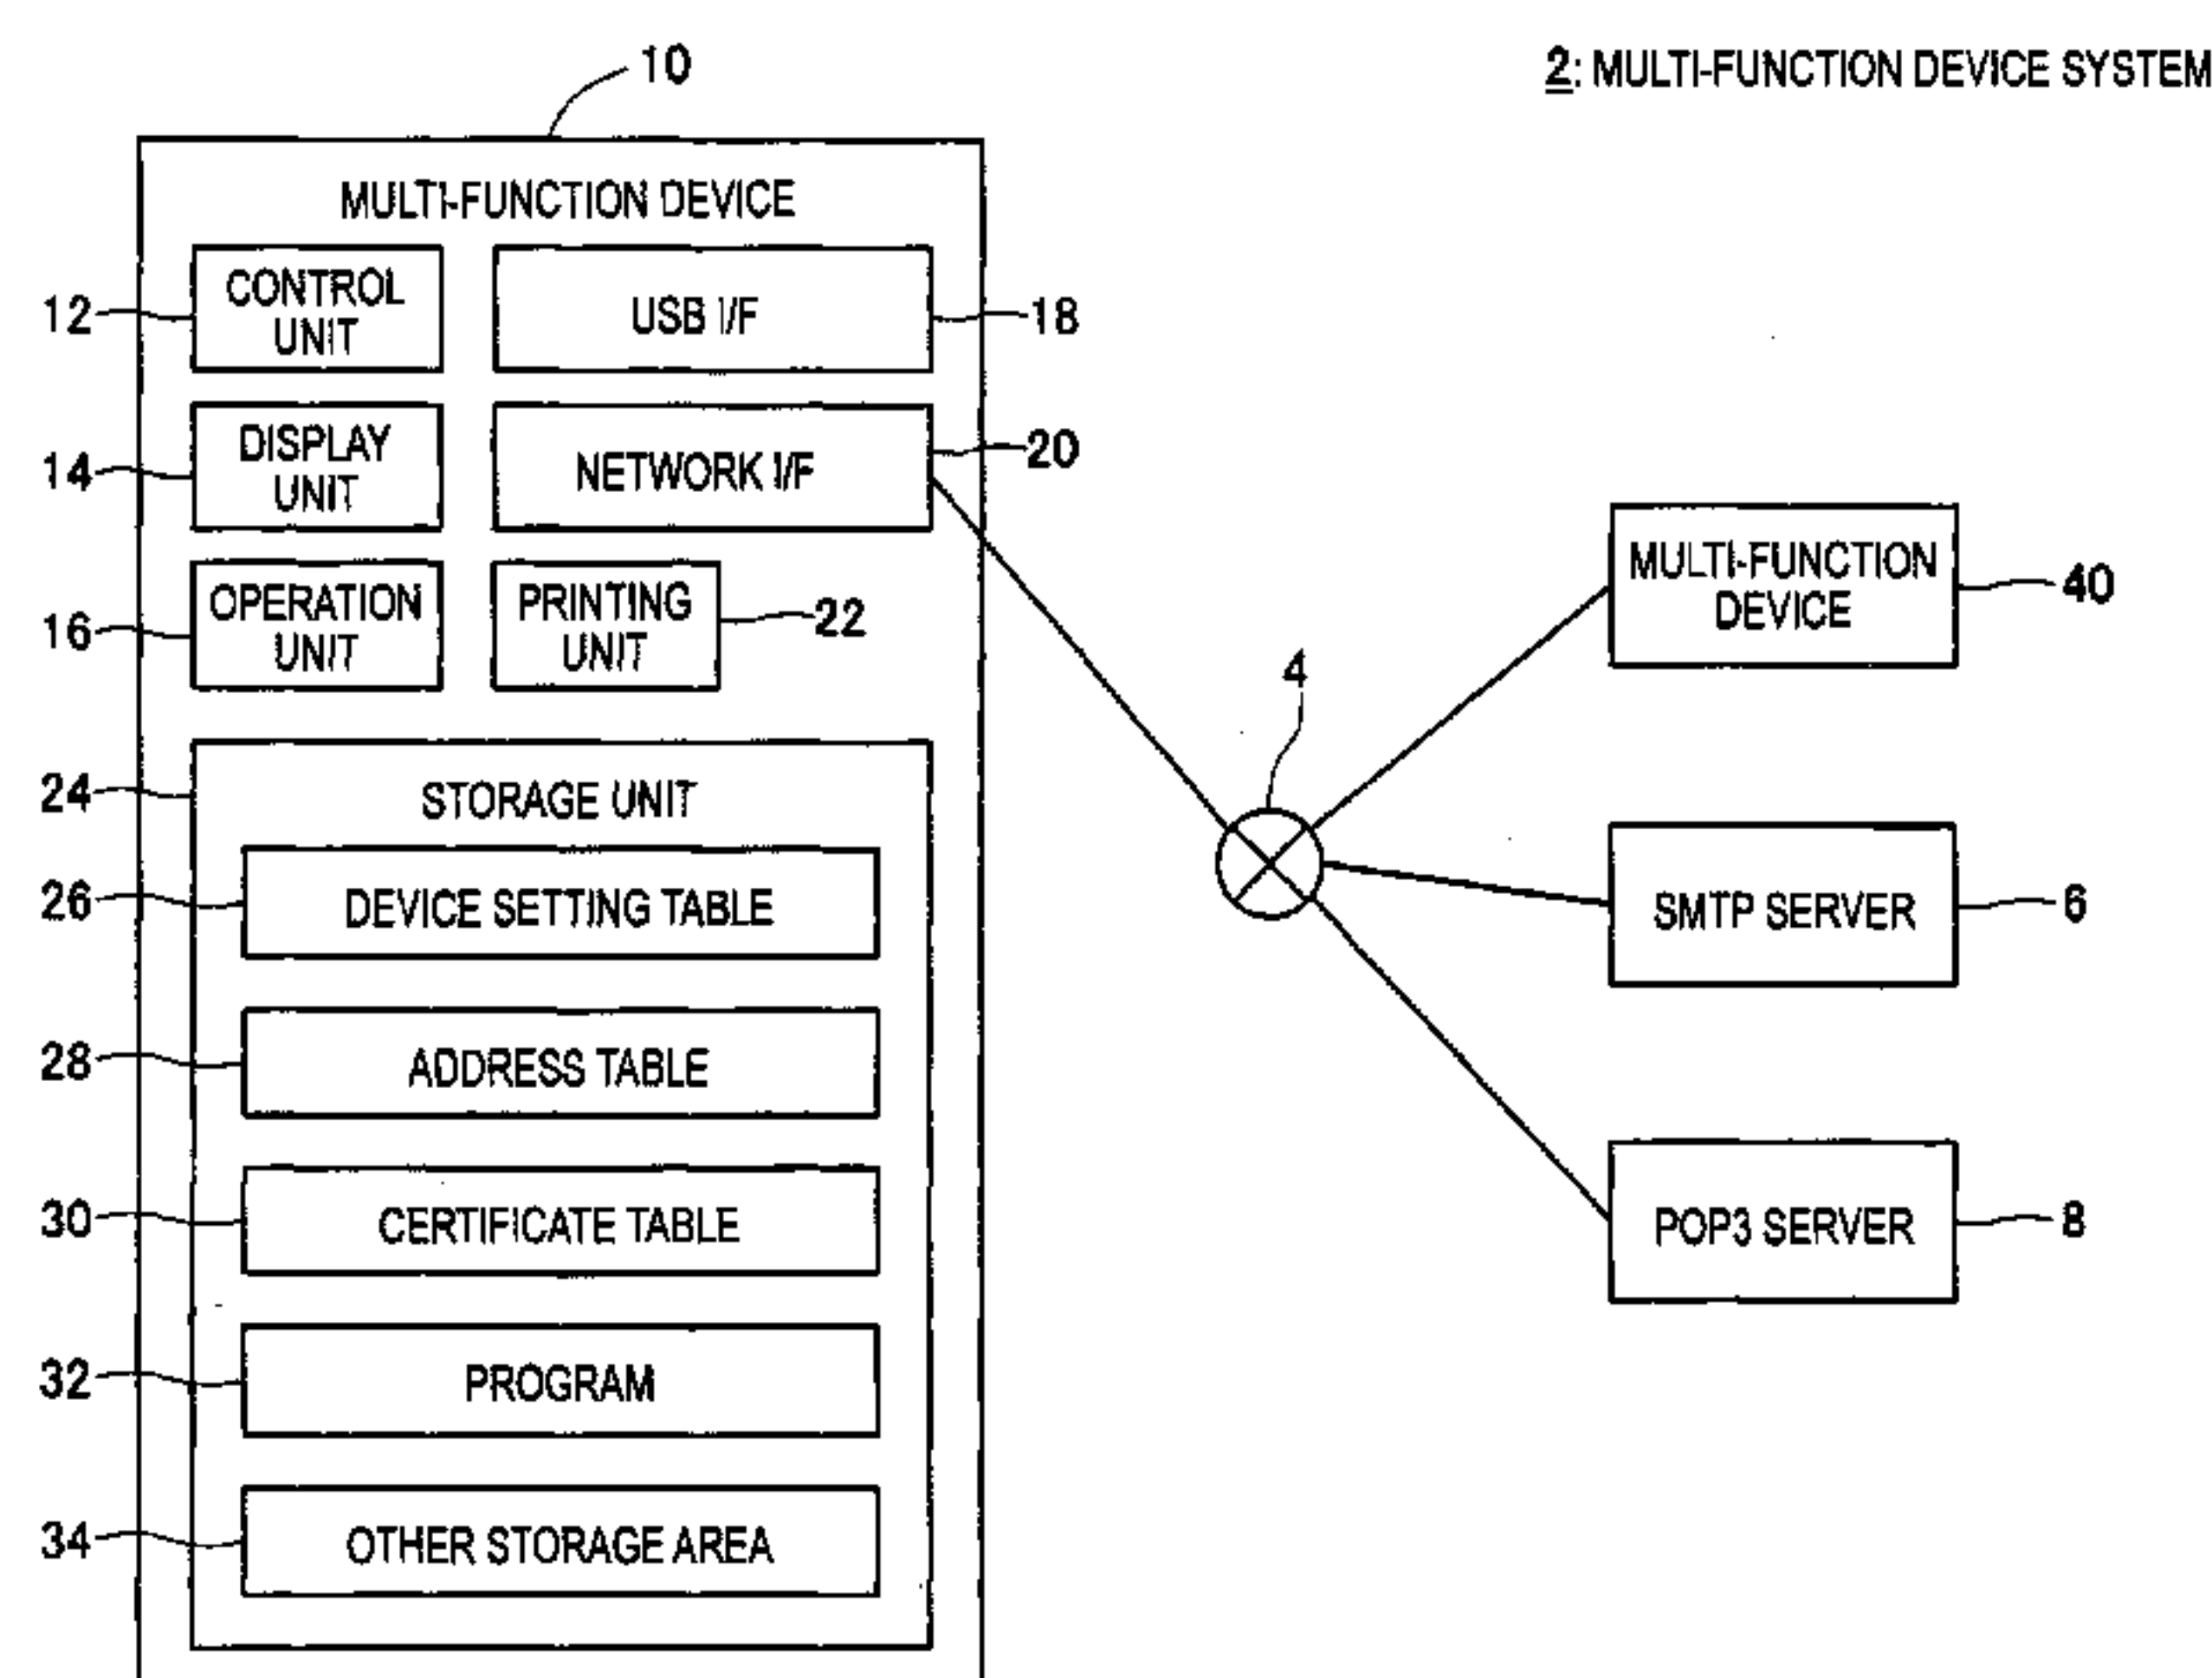 10
2: MULTI-FUNCTION DEVICE SYSTEM
MULTI-FUNCTION DEVICE
CONTROL
UNIT
12
USB I/F
18
DISPLAY
UNIT
14
NETWORK I/F
20
OPERATION
UNIT
16
PRINTING
UNIT
22
24
STORAGE UNIT
26
DEVICE SETTING TABLE
28
ADDRESS TABLE
30
CERTIFICATE TABLE
32
PROGRAM
34
OTHER STORAGE AREA
4
MULTI-FUNCTION
DEVICE
40
SMTP SERVER
6
POP3 SERVER
8